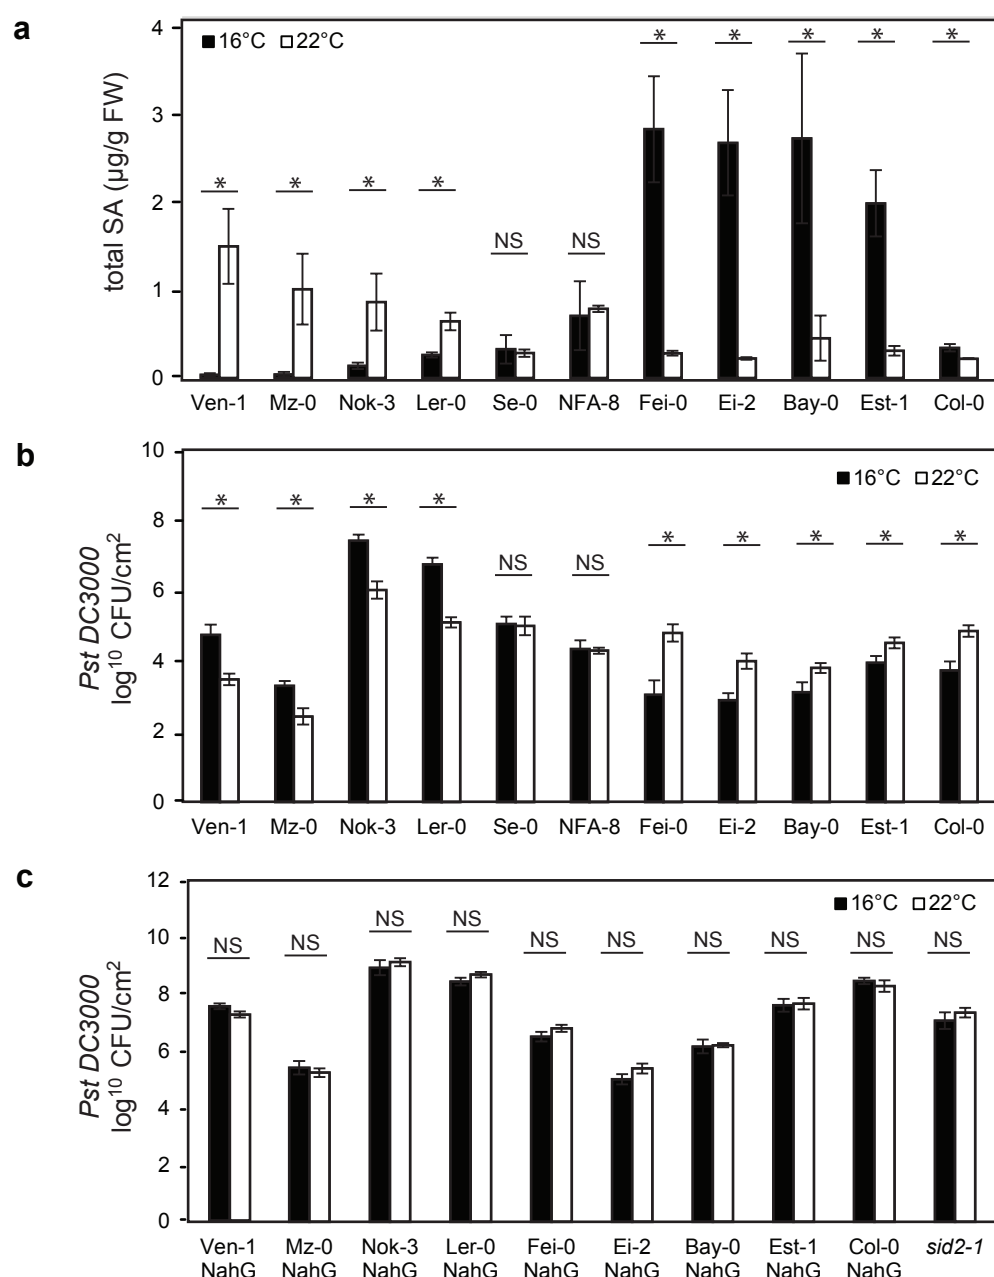 a
16°C 22°C
total SA (µg/g FW)
4
3
2
1
0
* * * * NS NS * * * * *
Ven-1 Mz-0 Nok-3 Ler-0 Se-0 NFA-8 Fei-0 Ei-2 Bay-0 Est-1 Col-0
b
16°C 22°C
Pst DC3000
log¹⁰ CFU/cm²
10
8
6
4
2
0
* * * * NS NS * * * * *
Ven-1 Mz-0 Nok-3 Ler-0 Se-0 NFA-8 Fei-0 Ei-2 Bay-0 Est-1 Col-0
c
16°C 22°C
Pst DC3000
log¹⁰ CFU/cm²
12
10
8
6
4
2
0
NS NS NS NS NS NS NS NS NS NS
Ven-1 Mz-0 Nok-3 Ler-0 Fei-0 Ei-2 Bay-0 Est-1 Col-0 sid2-1
NahG NahG NahG NahG NahG NahG NahG NahG NahG